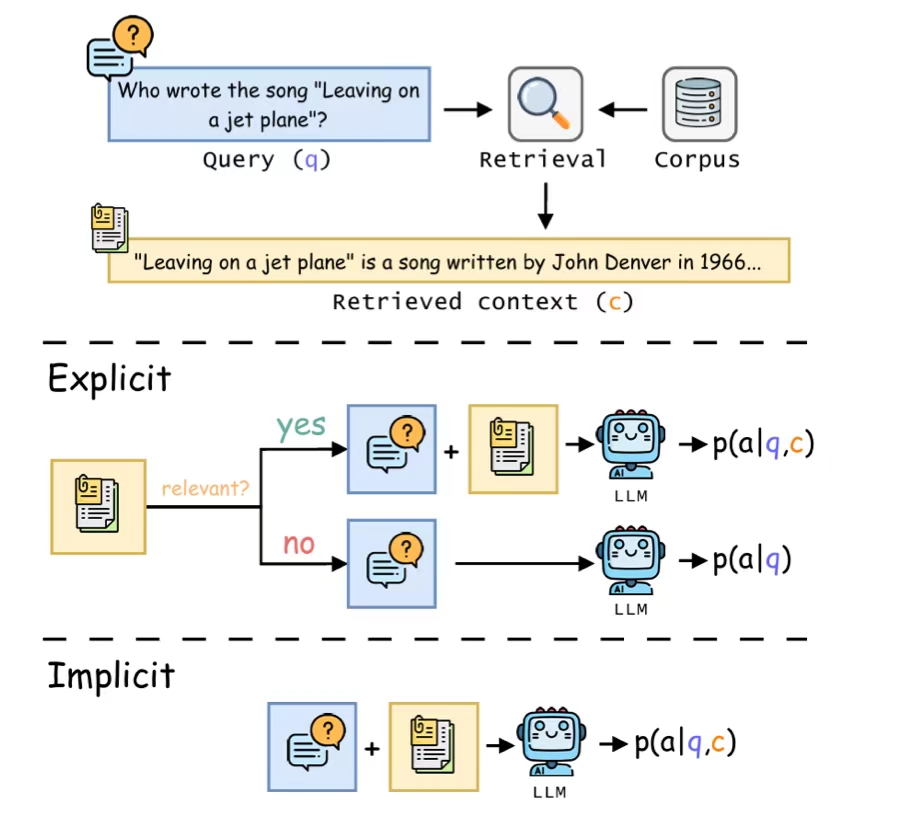 Who wrote the song "Leaving on
a jet plane"?
Query (q)
Retrieval
Corpus
"Leaving on a jet plane" is a song written by John Denver in 1966...
Retrieved context (c)
Explicit
yes
relevant?
+
AI
LLM
p(a|q,c)
no
AI
LLM
p(a|q)
Implicit
+
AI
LLM
p(a|q,c)